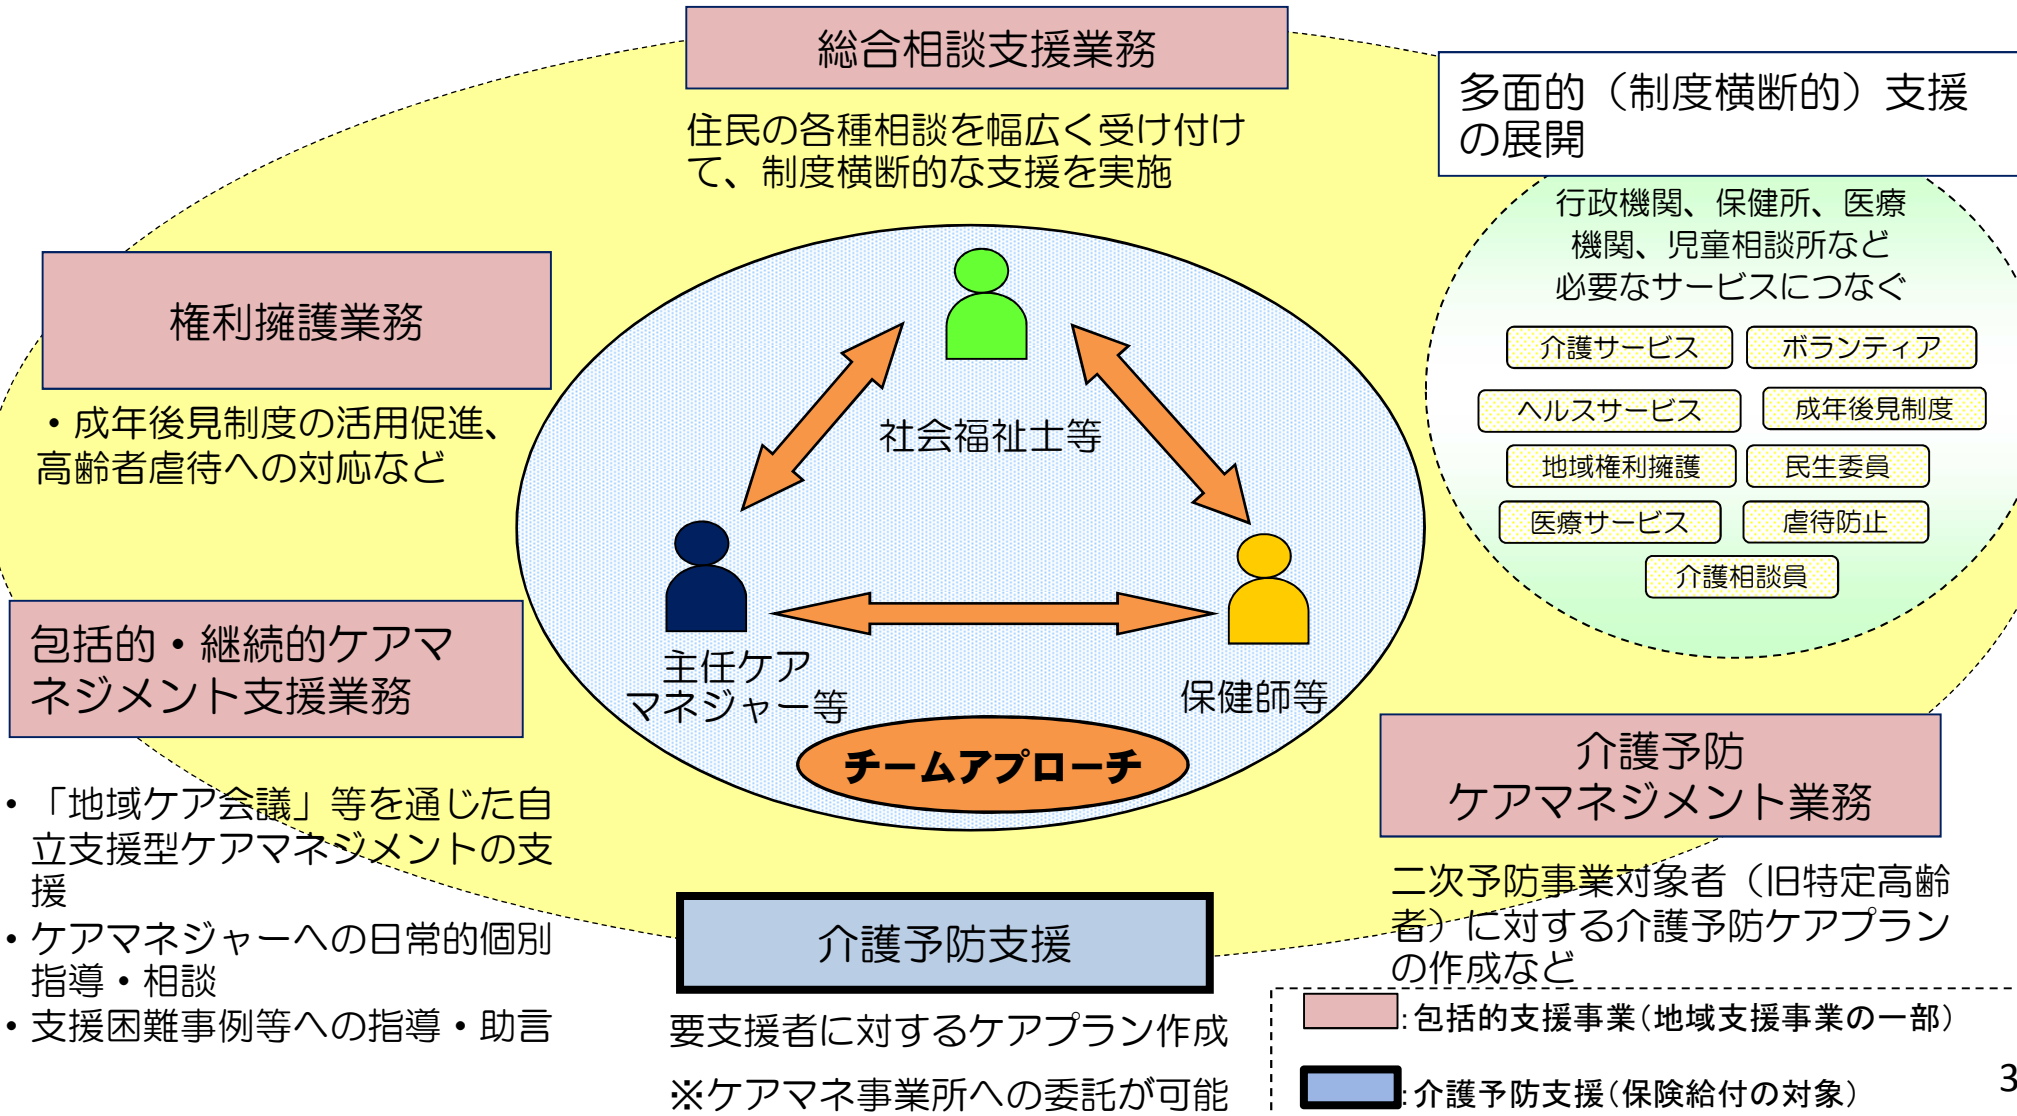 総合相談支援業務
住民の各種相談を幅広く受け付け
て、制度横断的な支援を実施
多面的（制度横断的）支援
の展開
行政機関、保健所、医療
機関、児童相談所など
必要なサービスにつなぐ
介護サービス
ボランティア
ヘルスサービス
成年後見制度
地域権利擁護
民生委員
医療サービス
虐待防止
介護相談員
権利擁護業務
・成年後見制度の活用促進、
高齢者虐待への対応など
社会福祉士等
主任ケア
マネジャー等
保健師等
チームアプローチ
包括的・継続的ケアマ
ネジメント支援業務
・「地域ケア会議」等を通じた自
立支援型ケアマネジメントの支
援
・ケアマネジャーへの日常的個別
指導・相談
・支援困難事例等への指導・助言
介護予防支援
要支援者に対するケアプラン作成
※ケアマネ事業所への委託が可能
介護予防
ケアマネジメント業務
二次予防事業対象者（旧特定高齢
者）に対する介護予防ケアプラン
の作成など
:包括的支援事業(地域支援事業の一部)
:介護予防支援(保険給付の対象)
3